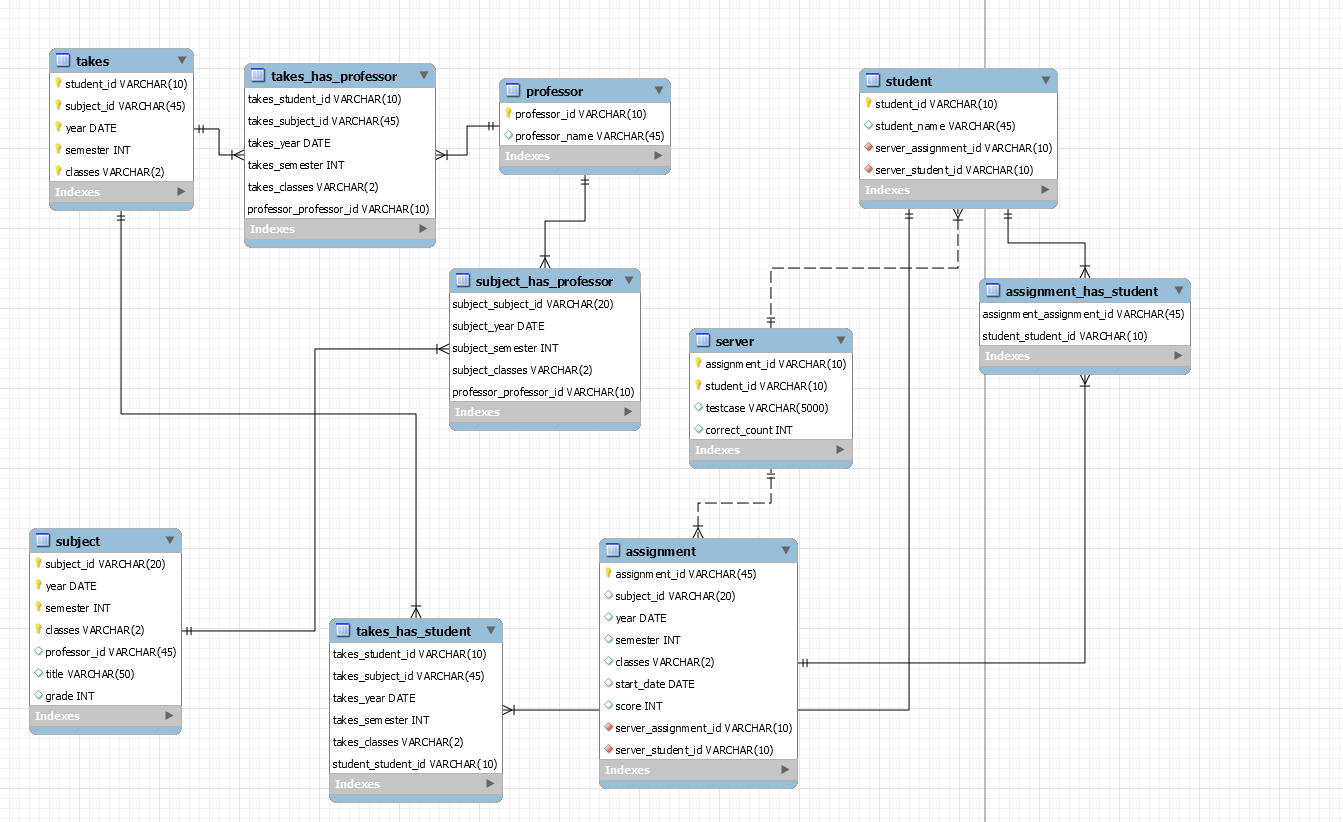 takes
student_id VARCHAR(10)
subject_id VARCHAR(45)
year DATE
semester INT
classes VARCHAR(2)
Indexes
takes_has_professor
takes_student_id VARCHAR(10)
takes_subject_id VARCHAR(45)
takes_year DATE
takes_semester INT
takes_classes VARCHAR(2)
professor_professor_id VARCHAR(10)
Indexes
professor
professor_id VARCHAR(10)
professor_name VARCHAR(45)
Indexes
student
student_id VARCHAR(10)
student_name VARCHAR(45)
server_assignment_id VARCHAR(10)
server_student_id VARCHAR(10)
Indexes
subject_has_professor
subject_subject_id VARCHAR(20)
subject_year DATE
subject_semester INT
subject_classes VARCHAR(2)
professor_professor_id VARCHAR(10)
Indexes
assignment_has_student
assignment_assignment_id VARCHAR(45)
student_student_id VARCHAR(10)
Indexes
server
assignment_id VARCHAR(10)
student_id VARCHAR(10)
testcase VARCHAR(5000)
correct_count INT
Indexes
subject
subject_id VARCHAR(20)
year DATE
semester INT
classes VARCHAR(2)
professor_id VARCHAR(45)
title VARCHAR(50)
grade INT
Indexes
takes_has_student
takes_student_id VARCHAR(10)
takes_subject_id VARCHAR(45)
takes_year DATE
takes_semester INT
takes_classes VARCHAR(2)
student_student_id VARCHAR(10)
Indexes
assignment
assignment_id VARCHAR(45)
subject_id VARCHAR(20)
year DATE
semester INT
classes VARCHAR(2)
start_date DATE
score INT
server_assignment_id VARCHAR(10)
server_student_id VARCHAR(10)
Indexes